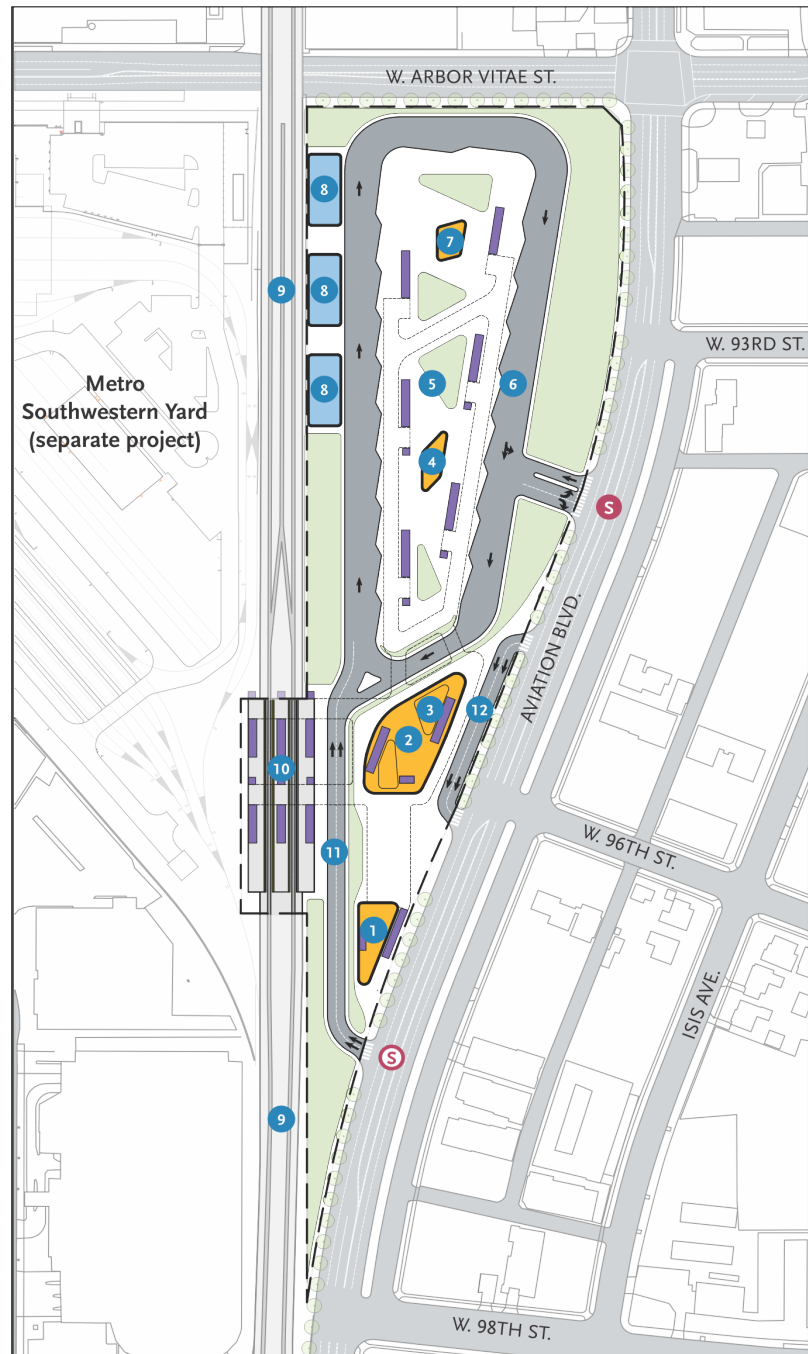 W. ARBOR VITAE ST.
8
7
9
8
W. 93RD ST.
Metro
Southwestern Yard
(separate project)
8
5
6
4
S
AVIATION BLVD.
3
12
2
10
11
W. 96TH ST.
1
ISIS AVE.
S
9
W. 98TH ST.